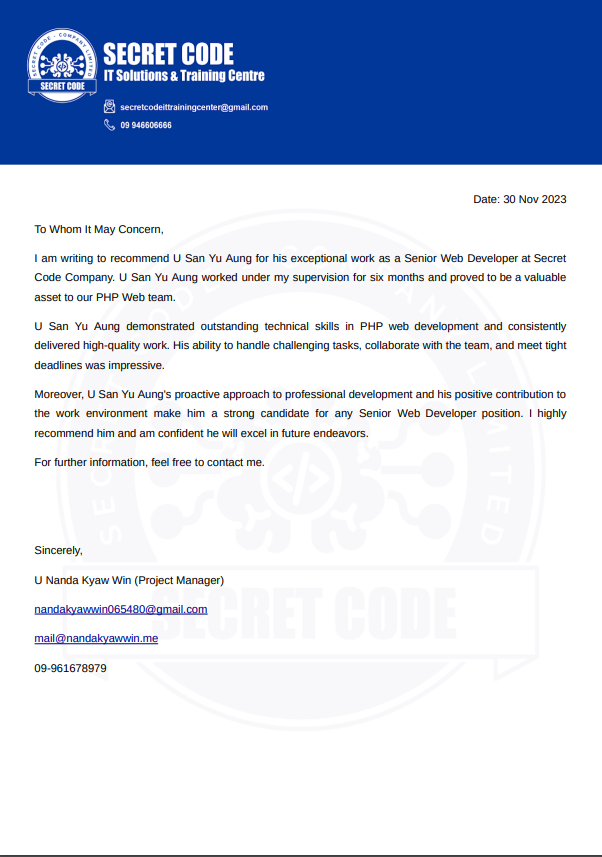 SECRET CODE - COMPANY LIMITED
SECRET CODE
SECRET CODE
IT Solutions & Training Centre
secretcodeittrainingcenter@gmail.com
09 946606666
Date: 30 Nov 2023
To Whom It May Concern,
I am writing to recommend U San Yu Aung for his exceptional work as a Senior Web Developer at Secret
Code Company. U San Yu Aung worked under my supervision for six months and proved to be a valuable
asset to our PHP Web team.
U San Yu Aung demonstrated outstanding technical skills in PHP web development and consistently
delivered high-quality work. His ability to handle challenging tasks, collaborate with the team, and meet tight
deadlines was impressive.
Moreover, U San Yu Aung's proactive approach to professional development and his positive contribution to
the work environment make him a strong candidate for any Senior Web Developer position. I highly
recommend him and am confident he will excel in future endeavors.
For further information, feel free to contact me.
Sincerely,
U Nanda Kyaw Win (Project Manager)
nandakyawwin065480@gmail.com
SECRET CODE
mail@nandakyawwin.me
09-961678979